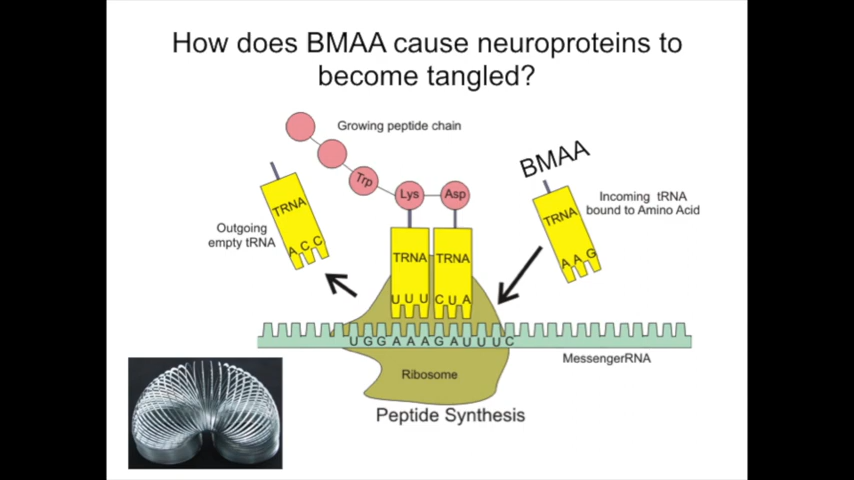 How does BMAA cause neuroproteins to
become tangled?
Growing peptide chain
Trp
Lys
Asp
BMAA
Incoming tRNA
bound to Amino Acid
TRNA
A A G
TRNA
A C C
Outgoing
empty tRNA
TRNA
U U U
TRNA
C U A
U G G A A A G A U U U C
MessengerRNA
Ribosome
Peptide Synthesis